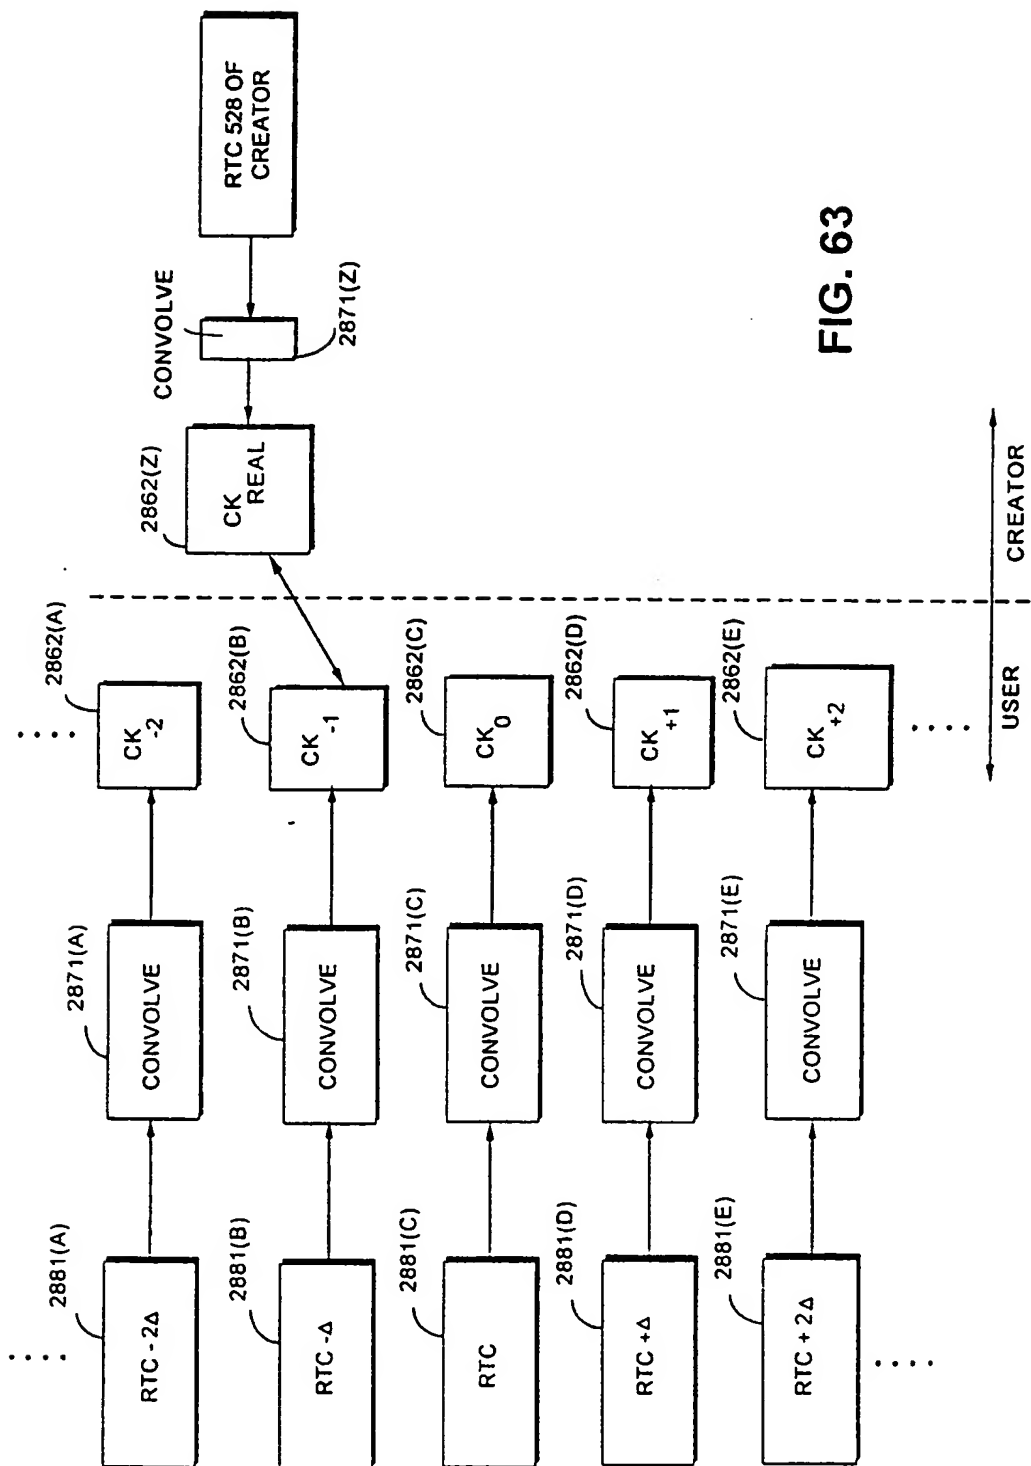 RTC 528 OF
CREATOR
CONVOLVE
2871(Z)
2862(Z)
CK REAL
2862(A)
CK -2
2862(B)
CK -1
2862(C)
CK 0
2862(D)
CK +1
2862(E)
CK +2
2871(A)
CONVOLVE
2871(B)
CONVOLVE
2871(C)
CONVOLVE
2871(D)
CONVOLVE
2871(E)
CONVOLVE
2881(A)
RTC - 2Δ
2881(B)
RTC -Δ
2881(C)
RTC
2881(D)
RTC +Δ
2881(E)
RTC + 2Δ
USER
CREATOR
FIG. 63